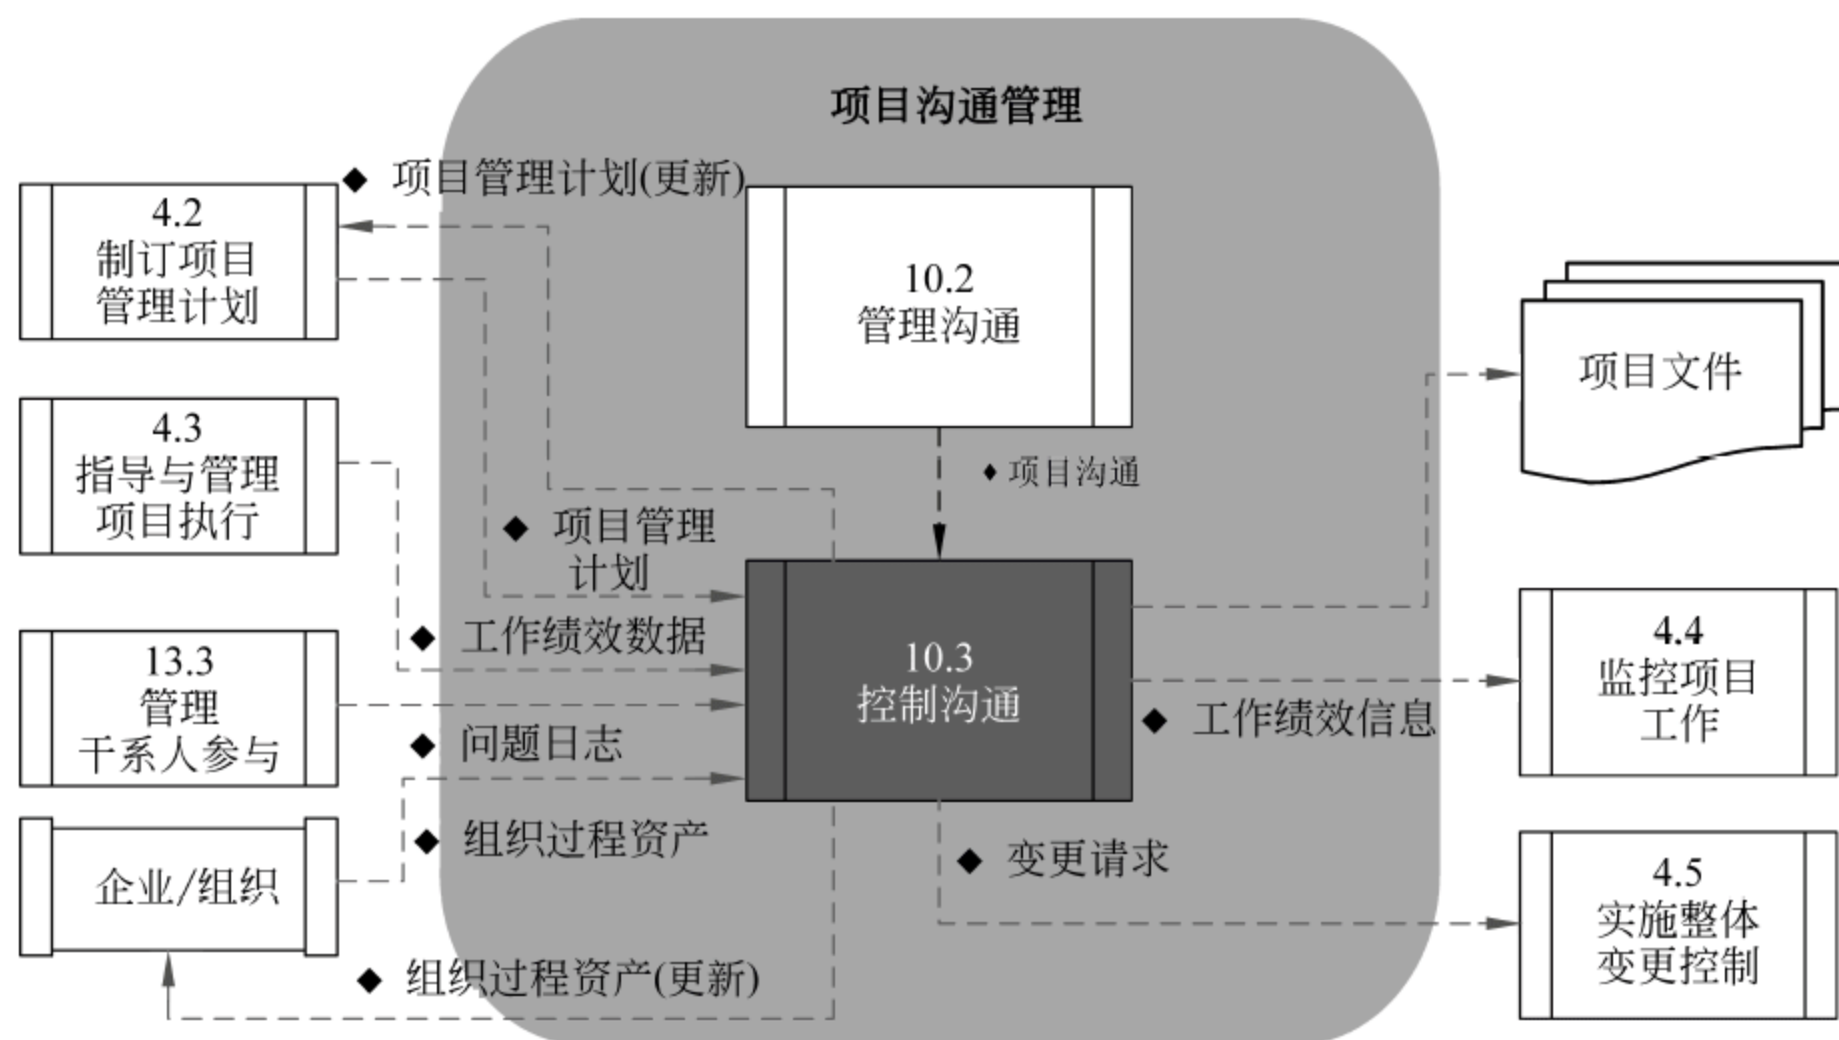 项目沟通管理
◆ 项目管理计划(更新)
4.2
制订项目
管理计划
10.2
管理沟通
项目文件
4.3
指导与管理
项目执行
♦ 项目沟通
◆ 项目管理
计划
◆ 工作绩效数据
13.3
管理
干系人参与
10.3
控制沟通
4.4
监控项目
工作
◆ 问题日志
◆ 工作绩效信息
◆ 组织过程资产
◆ 变更请求
企业/组织
4.5
实施整体
变更控制
◆ 组织过程资产(更新)